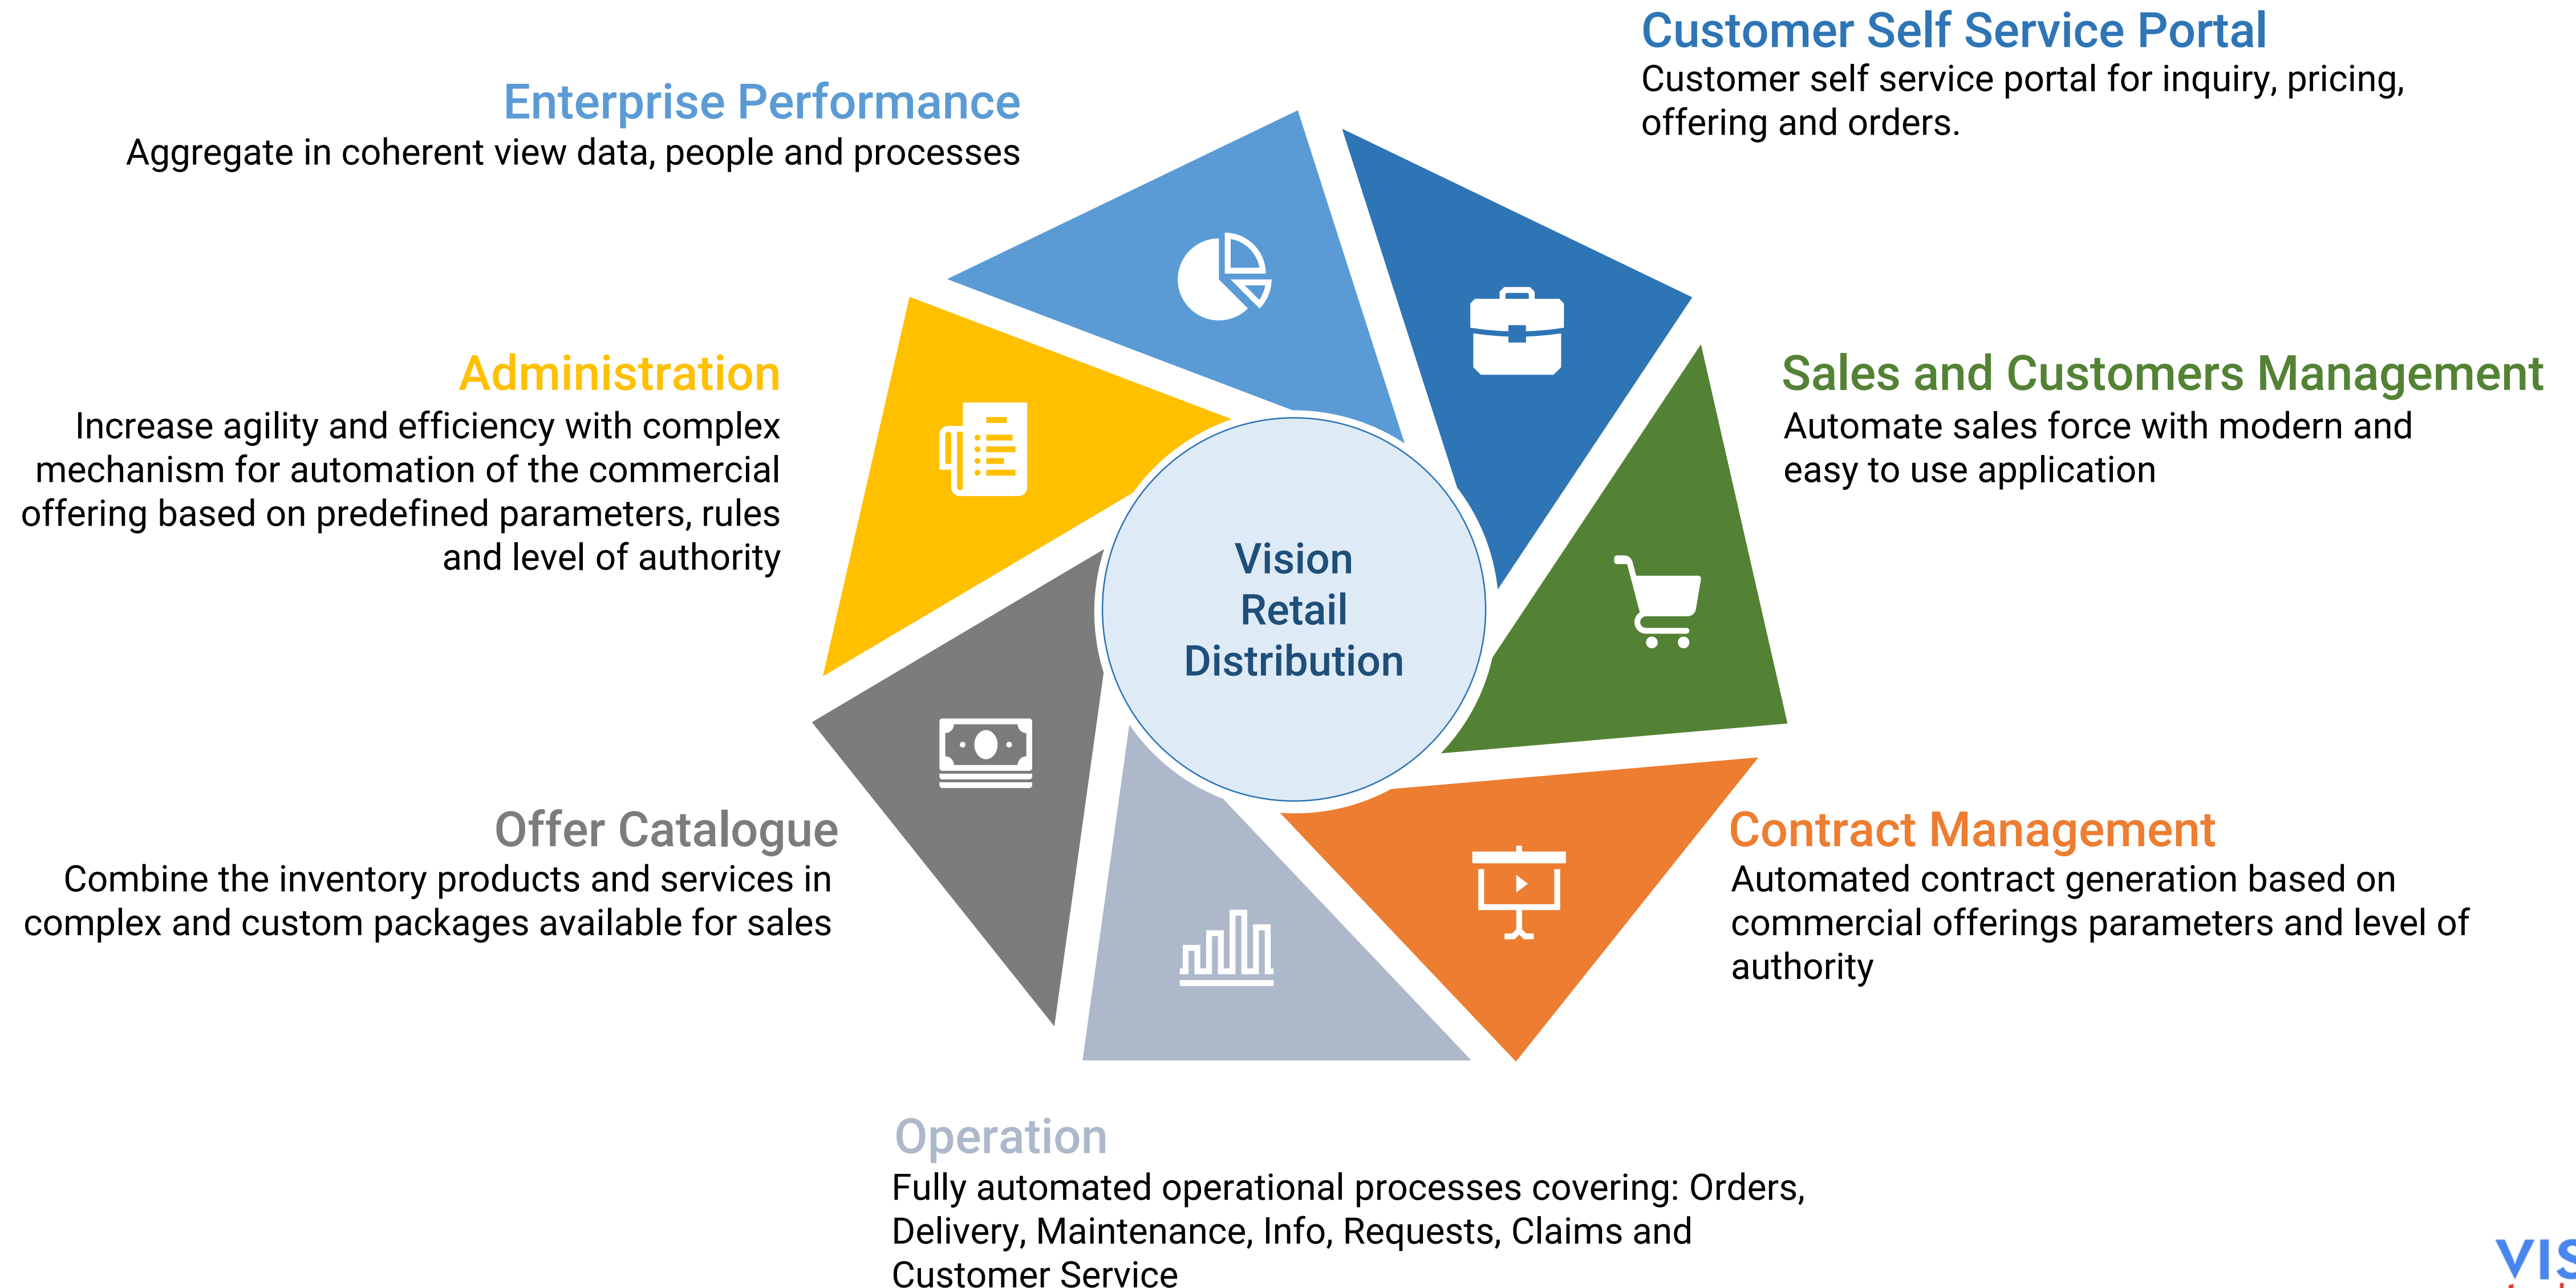 Customer Self Service Portal
Customer self service portal for inquiry, pricing,
offering and orders.
Enterprise Performance
Aggregate in coherent view data, people and processes
Administration
Increase agility and efficiency with complex
mechanism for automation of the commercial
offering based on predefined parameters, rules
and level of authority
Sales and Customers Management
Automate sales force with modern and
easy to use application
Vision
Retail
Distribution
Offer Catalogue
Combine the inventory products and services in
complex and custom packages available for sales
Contract Management
Automated contract generation based on
commercial offerings parameters and level of
authority
Operation
Fully automated operational processes covering: Orders,
Delivery, Maintenance, Info, Requests, Claims and
Customer Service